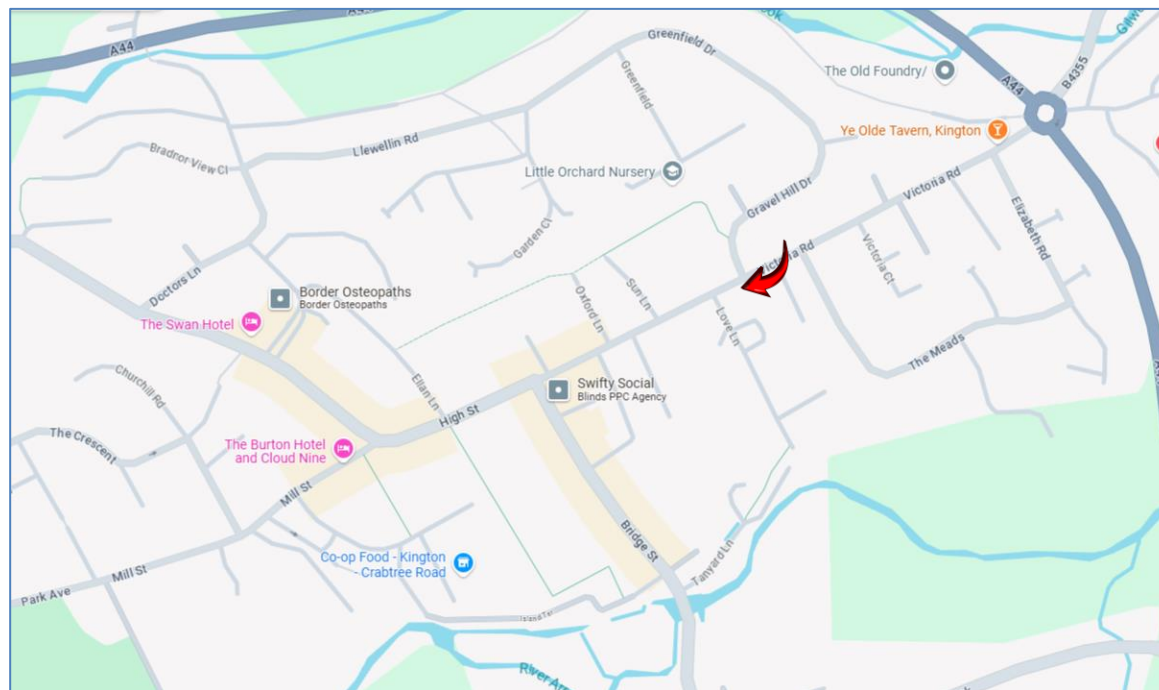 A44
A44
B4355
Greenfield Dr
Greenfield
The Old Foundry/
Ye Olde Tavern, Kington
Llewellin Rd
Bradnor View Cl
Little Orchard Nursery
Gravel Hill Dr
Victoria Rd
Elizabeth Rd
Garden Cl
Victoria Rd
Victoria Ct
Doctors Ln
Border Osteopaths
Border Osteopaths
The Swan Hotel
Oxford Ln
Sun Ln
Love Ln
The Meads
Churchill Rd
Ellan Ln
Swifty Social
Blinds PPC Agency
High St
The Crescent
The Burton Hotel
and Cloud Nine
Mill St
Bridge St
Co-op Food - Kington
- Crabtree Road
Tanyard Ln
Mill St
Park Ave
Island Ter
River Arr